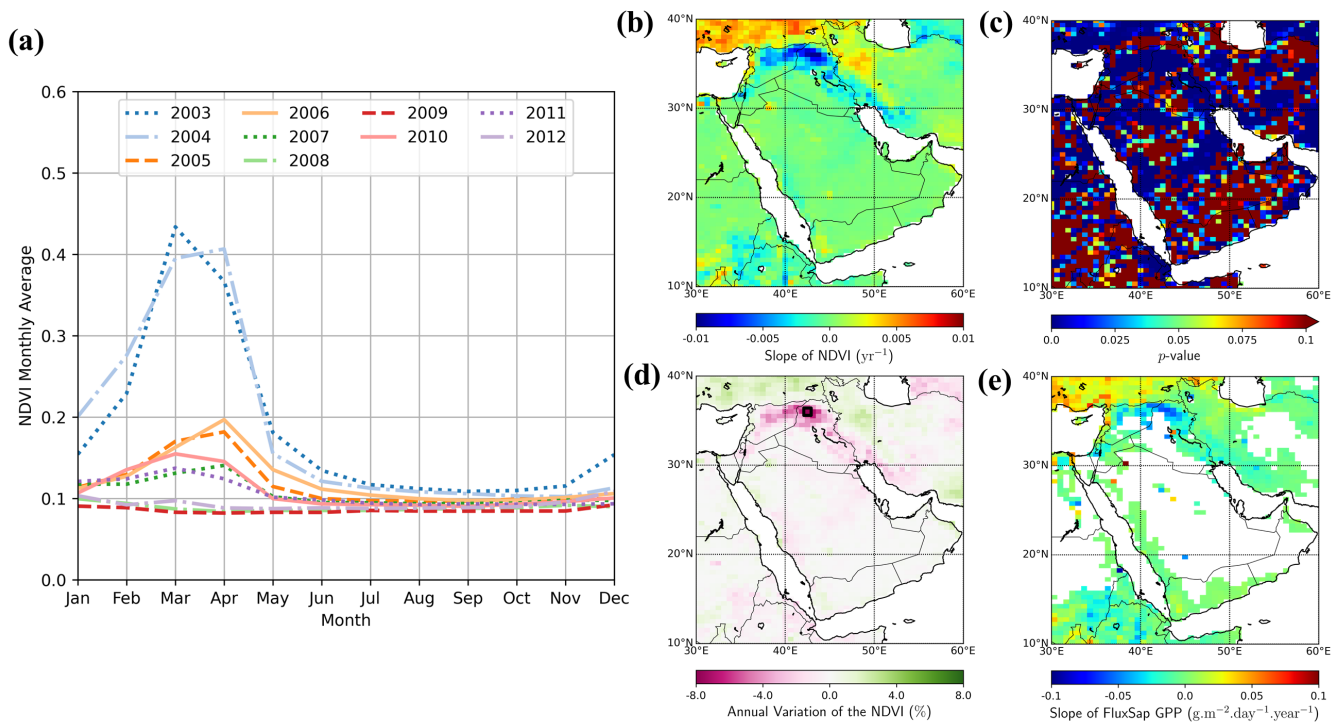 (a)
NDVI Monthly Average
0.6
0.5
0.4
0.3
0.2
0.1
0.0
2003
2004
2005
2006
2007
2008
2009
2010
2011
2012
Jan Feb Mar Apr May Jun Jul Aug Sep Oct Nov Dec
Month
(b)
40°N
30°N
20°N
10°N
30°E 40°E 50°E 60°E
-0.01 -0.005 0.0 0.005 0.01
Slope of NDVI (yr⁻¹)
(c)
40°N
30°N
20°N
10°N
30°E 40°E 50°E 60°E
0.0 0.025 0.05 0.075 0.1
p-value
(d)
40°N
30°N
20°N
10°N
30°E 40°E 50°E 60°E
-8.0 -4.0 0.0 4.0 8.0
Annual Variation of the NDVI (%)
(e)
40°N
30°N
20°N
10°N
30°E 40°E 50°E 60°E
-0.1 -0.05 0.0 0.05 0.1
Slope of FluxSap GPP (g.m⁻².day⁻¹.year⁻¹)